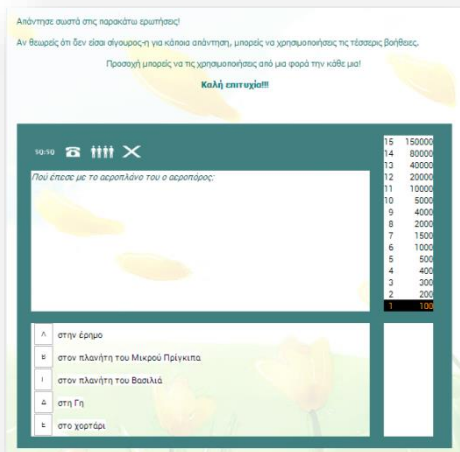 Απάντησε σωστά στις παρακάτω ερωτήσεις!
Αν θεωρείς ότι δεν είσαι σίγουρος-η για κάποια απάντηση, μπορείς να χρησιμοποιήσεις τις τέσσερις βοήθειες.
Προσοχή μπορείς να τις χρησιμοποιήσεις από μια φορά την κάθε μια!
Καλή επιτυχία!!!
50:50
Πού έπεσε με το αεροπλάνο του ο αεροπόρος;
15 150000
14 80000
13 40000
12 20000
11 10000
10 5000
9 4000
8 2000
7 1500
6 1000
5 500
4 400
3 300
2 200
1 100
Α στην έρημο
Β στον πλανήτη του Μικρού Πρίγκιπα
Γ στον πλανήτη του Βασιλιά
Δ στη Γη
Ε στο χορτάρι